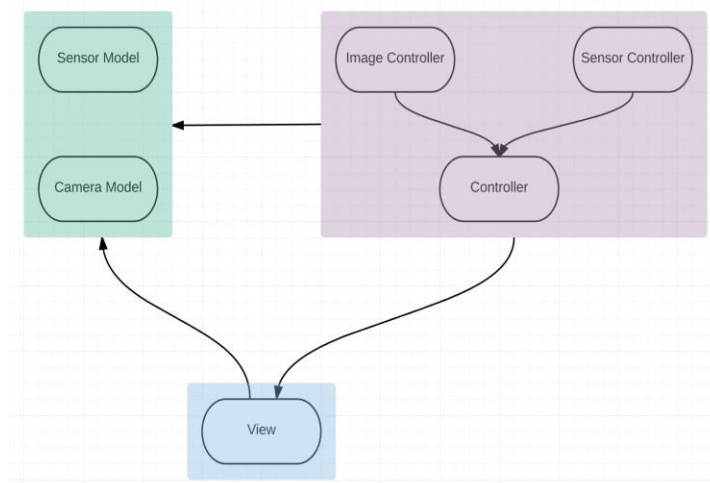 Sensor Model
Image Controller
Sensor Controller
Camera Model
Controller
View